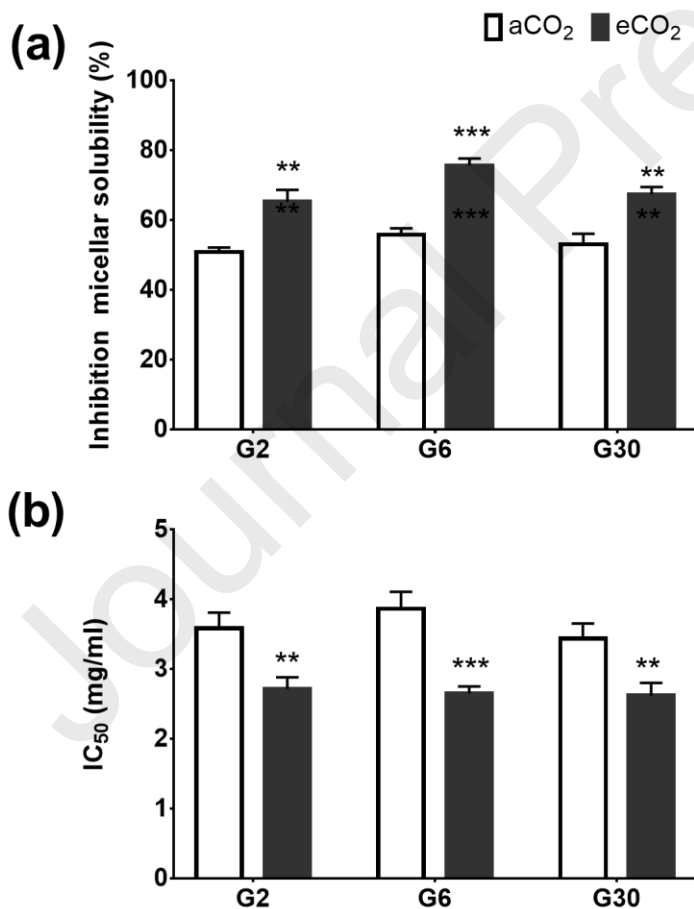 aCO₂ eCO₂
(a)
Inhibition micellar solubility (%)
100
80
60
40
20
0
**
**
***
***
**
**
G2 G6 G30
(b)
IC₅₀ (mg/ml)
5
4
3
2
1
0
** *** **
G2 G6 G30
Journal Pre